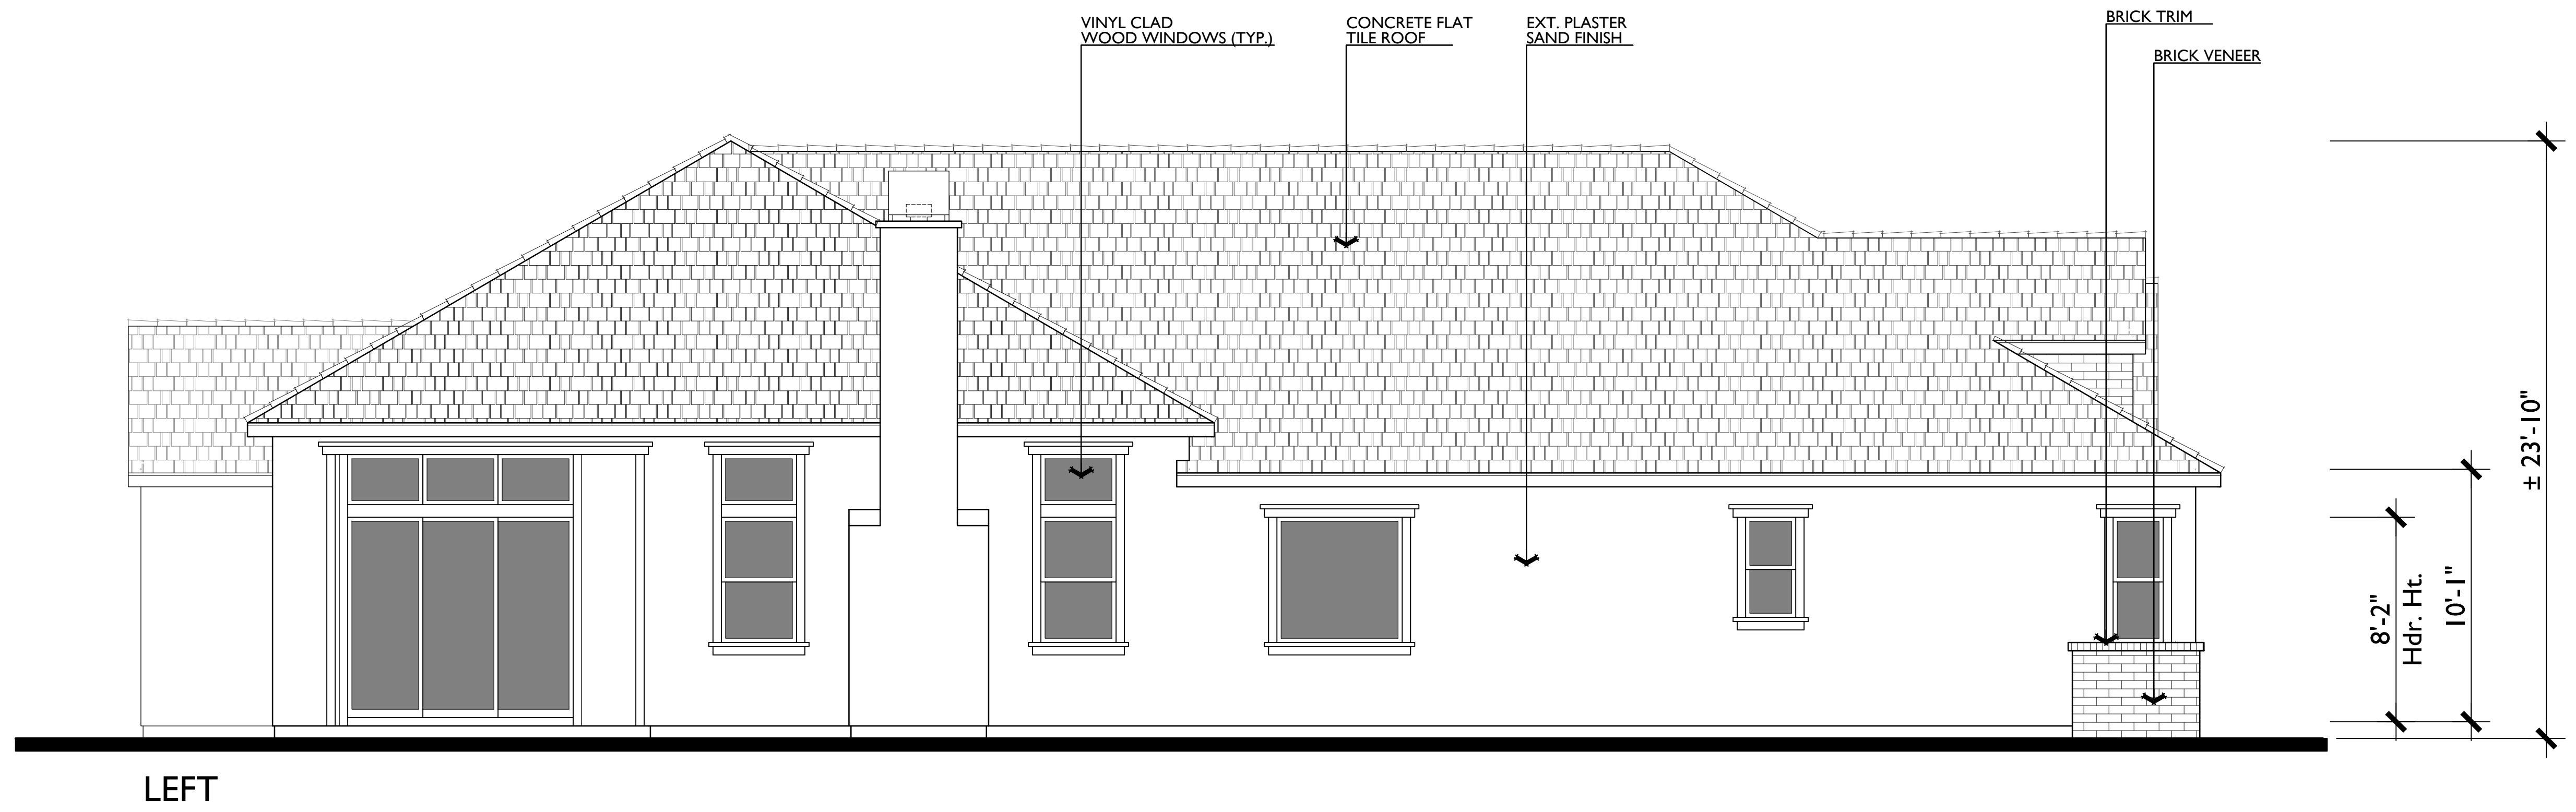 VINYL CLAD
WOOD WINDOWS (TYP.)
CONCRETE FLAT
TILE ROOF
EXT. PLASTER
SAND FINISH
BRICK TRIM
BRICK VENEER
8'-2"
Hdr. Ht.
10'-1"
± 23'-10"
LEFT